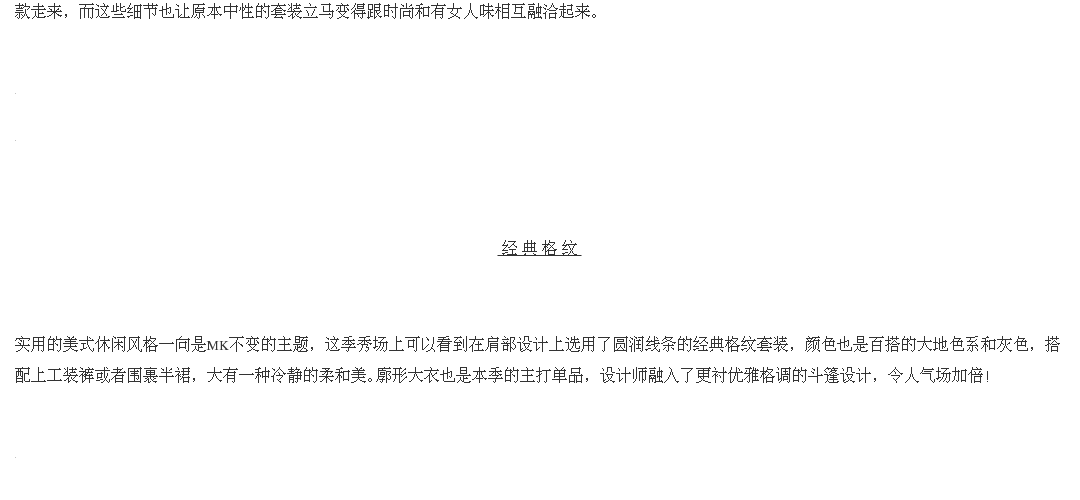 款走来，而这些细节也让原本中性的套装立马变得跟时尚和有女人味相互融洽起来。
经典格纹
实用的美式休闲风格一向是MK不变的主题，这季秀场上可以看到在肩部设计上选用了圆润线条的经典格纹套装，颜色也是百搭的大地色系和灰色，搭
配上工装裤或者围裹半裙，大有一种冷静的柔和美。廓形大衣也是本季的主打单品，设计师融入了更衬优雅格调的斗篷设计，令人气场加倍！